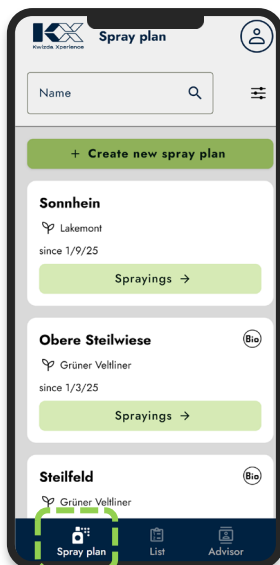 KX
Kwizda Xperience
Spray plan
Name
+ Create new spray plan
Sonnhein
Lakemont
since 1/9/25
Sprayings →
Obere Steilwiese
Bio
Grüner Veltliner
since 1/3/25
Sprayings →
Steilfeld
Bio
Grüner Veltliner
Spray plan
List
Advisor